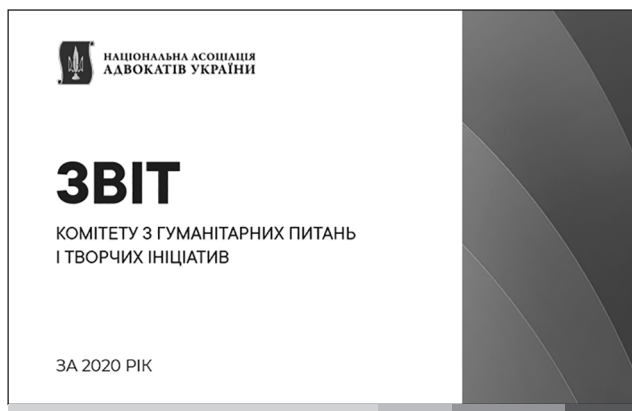 НАЦІОНАЛЬНА АСОЦІАЦІЯ
АДВОКАТІВ УКРАЇНИ
ЗВІТ
КОМІТЕТУ З ГУМАНІТАРНИХ ПИТАНЬ
І ТВОРЧИХ ІНІЦІАТИВ
ЗА 2020 РІК